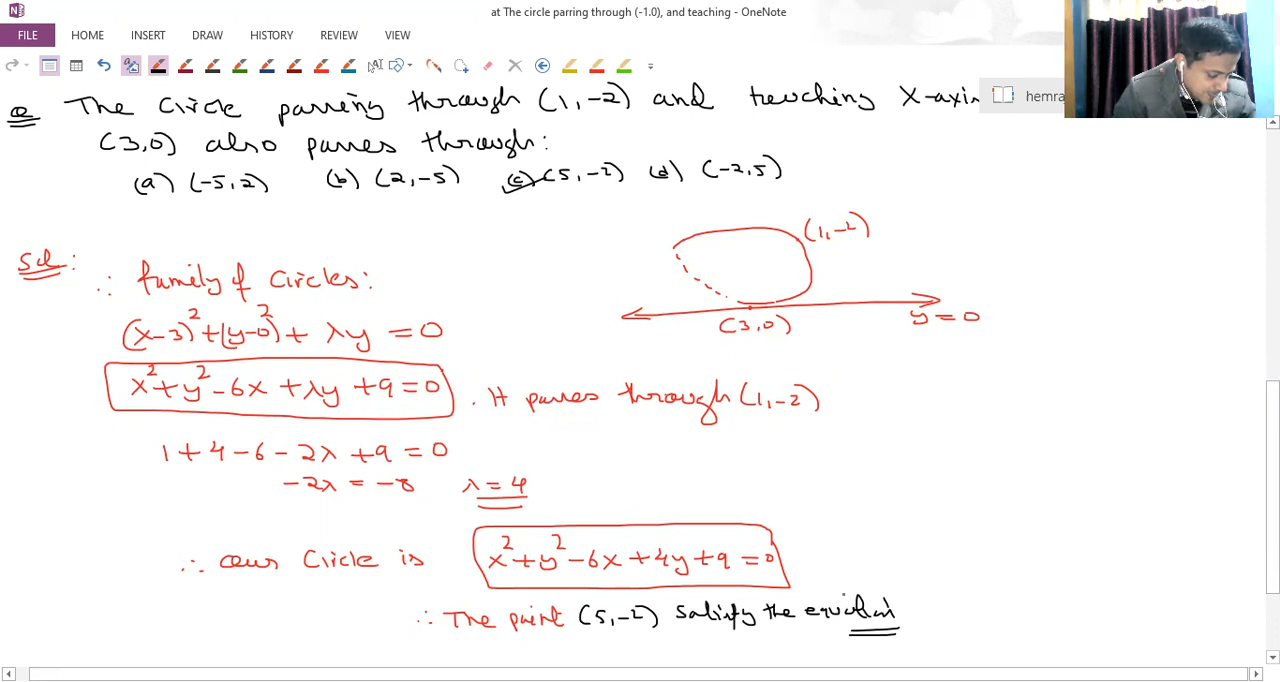 at The circle parring through (-1.0), and teaching - OneNote
FILE HOME INSERT DRAW HISTORY REVIEW VIEW
Q The Circle passing through (1,-2) and touching X-axis
hemra
(3,0) also passes through:
(a) (-5,2) (b) (2,-5) (c) (5,-2) (d) (-2,5)
(1,-2)
Sol:
∴ family of Circles:
(x-3)²+(y-0)²+ λy =0
(3,0) y=0
x²+y²-6x+λy+9=0 . It passes through (1,-2)
1+4-6-2λ+9=0
-2λ=-8 λ=4
∴ our Circle is x²+y²-6x+4y+9=0
∴ The point (5,-2) satisfy the equation